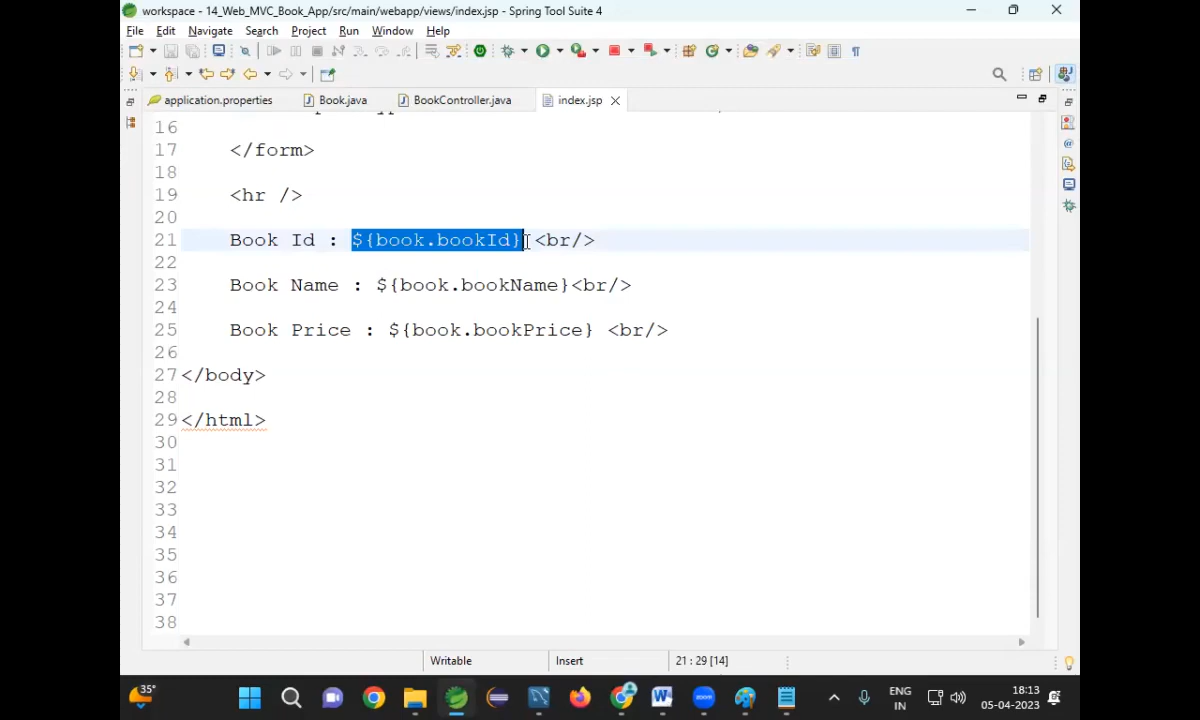 workspace - 14_Web_MVC_Book_App/src/main/webapp/views/index.jsp - Spring Tool Suite 4
File Edit Navigate Search Project Run Window Help
application.properties Book.java BookController.java index.jsp
16
17 </form>
18
19 <hr />
20
21 Book Id : ${book.bookId} <br/>
22
23 Book Name : ${book.bookName}<br/>
24
25 Book Price : ${book.bookPrice} <br/>
26
27 </body>
28
29 </html>
30
31
32
33
34
35
36
37
38
Writable Insert 21 : 29 [14]
35° ENG 18:13
IN 05-04-2023